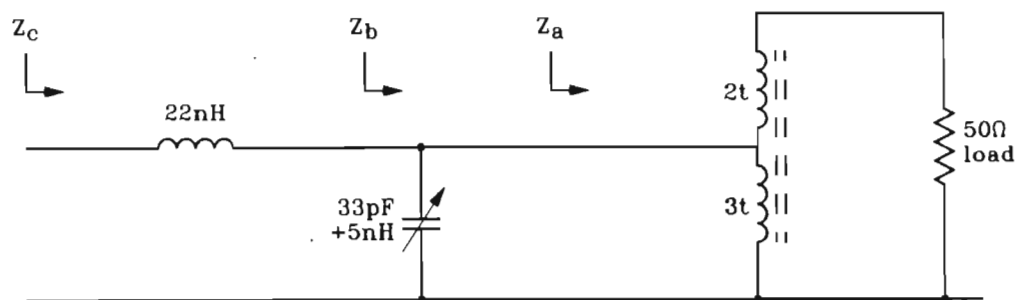 Zc
Zb
Za
22nH
2t
50Ω
load
33pF
+5nH
3t